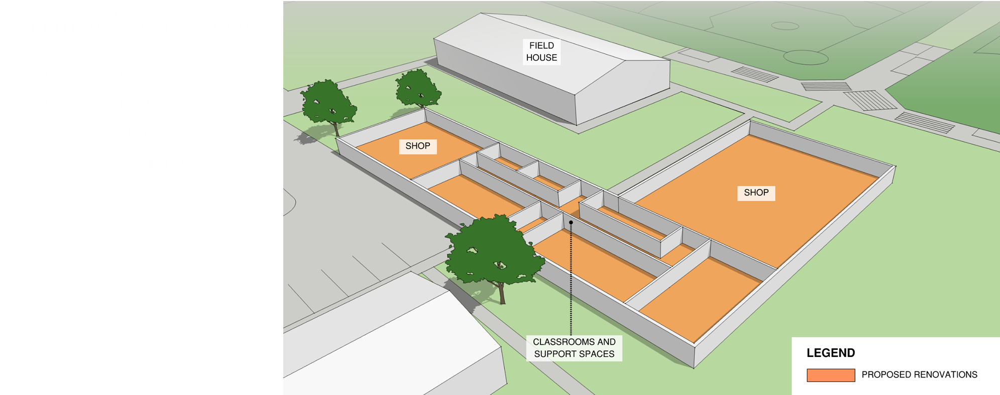 FIELD
HOUSE
SHOP
SHOP
CLASSROOMS AND
SUPPORT SPACES
LEGEND
PROPOSED RENOVATIONS